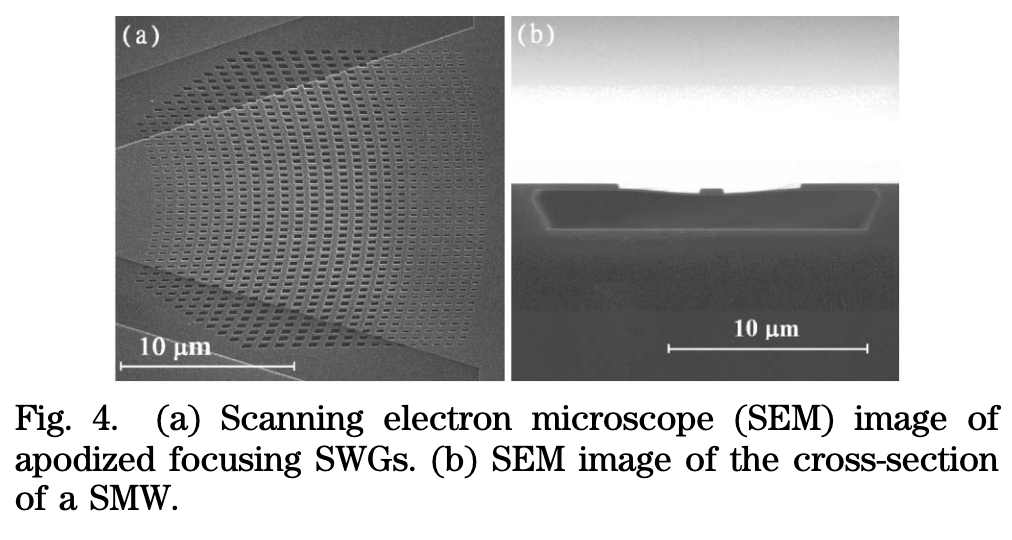 (a)
(b)
10 μm
10 μm
Fig. 4. (a) Scanning electron microscope (SEM) image of
apodized focusing SWGs. (b) SEM image of the cross-section
of a SMW.